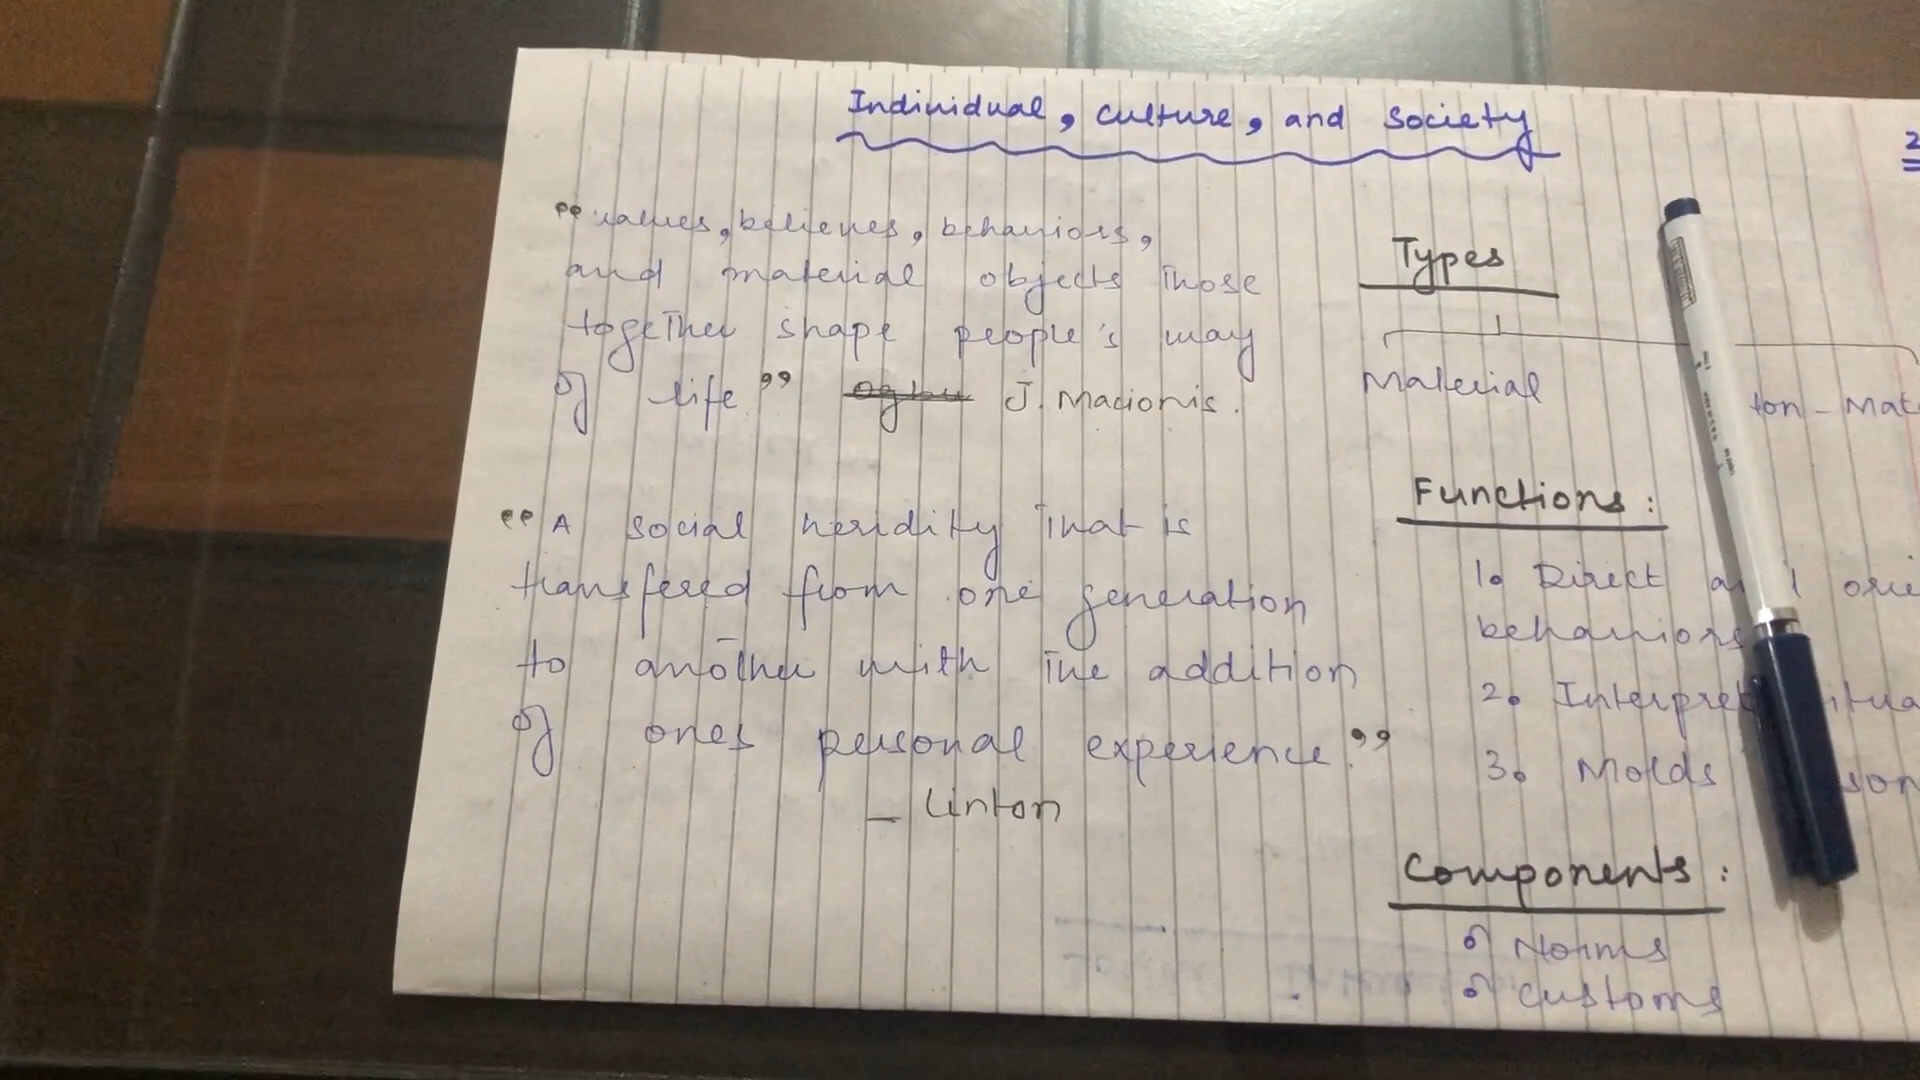 Individual, culture, and society
2
"values, believes, behaviors,
and material objects those
together shape people's way
of life" J. Macionis.
"A social heridity that is
transfered from one generation
to another with the addition
of ones personal experience."
_ Linton
Types
Material
Functions:
1. Direct
behaviors
2. Interpret
3. Molds
Components:
Norms
customs